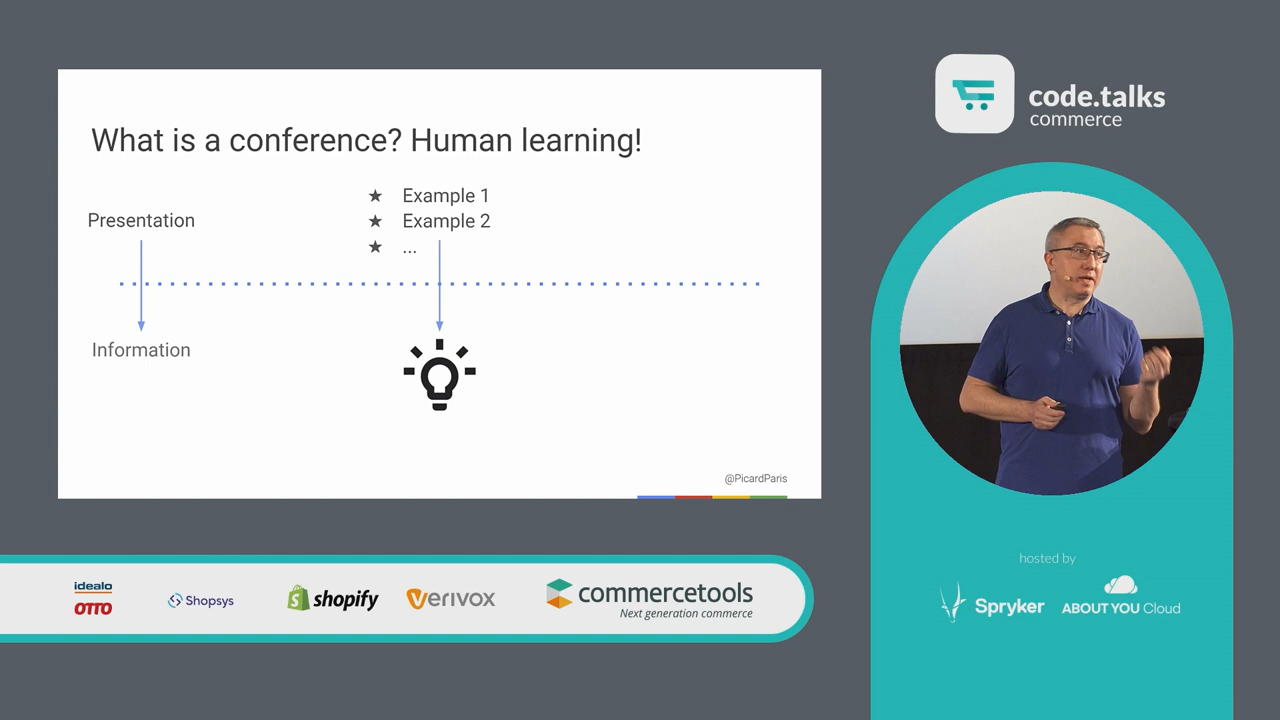 What is a conference? Human learning!
Presentation
★ Example 1
★ Example 2
★ ...
Information
@PicardParis
code.talks
commerce
hosted by
Spryker
ABOUT YOU Cloud
idealo
OTTO
Shopsys
shopify
VERIVOX
commercetools
Next generation commerce